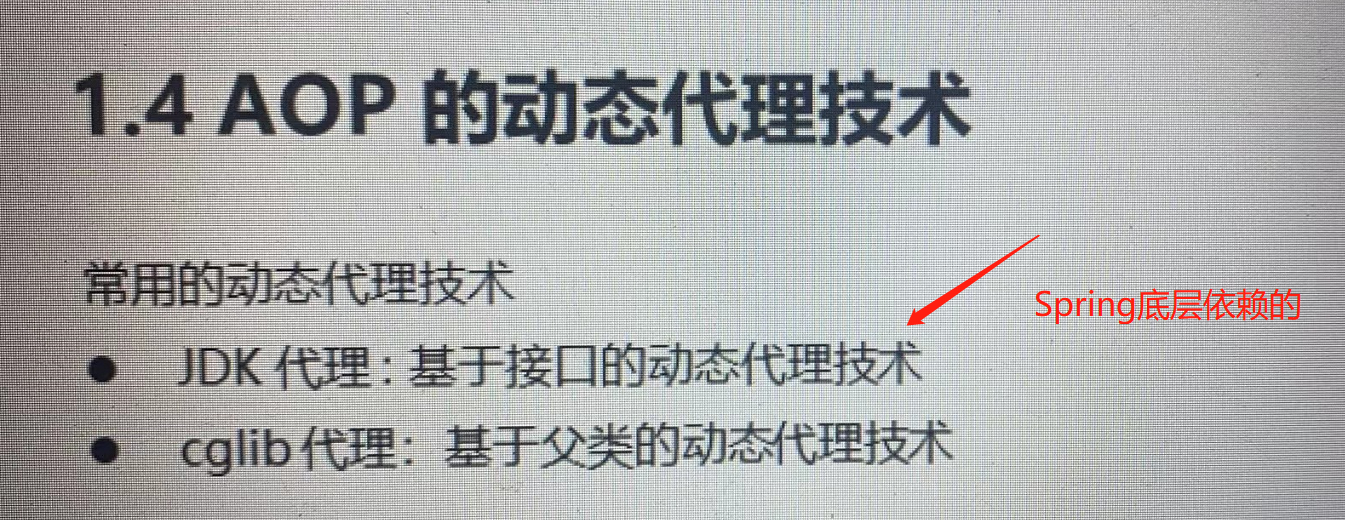 1.4 AOP 的动态代理技术
常用的动态代理技术
Spring底层依赖的
● JDK 代理 : 基于接口的动态代理技术
● cglib 代理：基于父类的动态代理技术